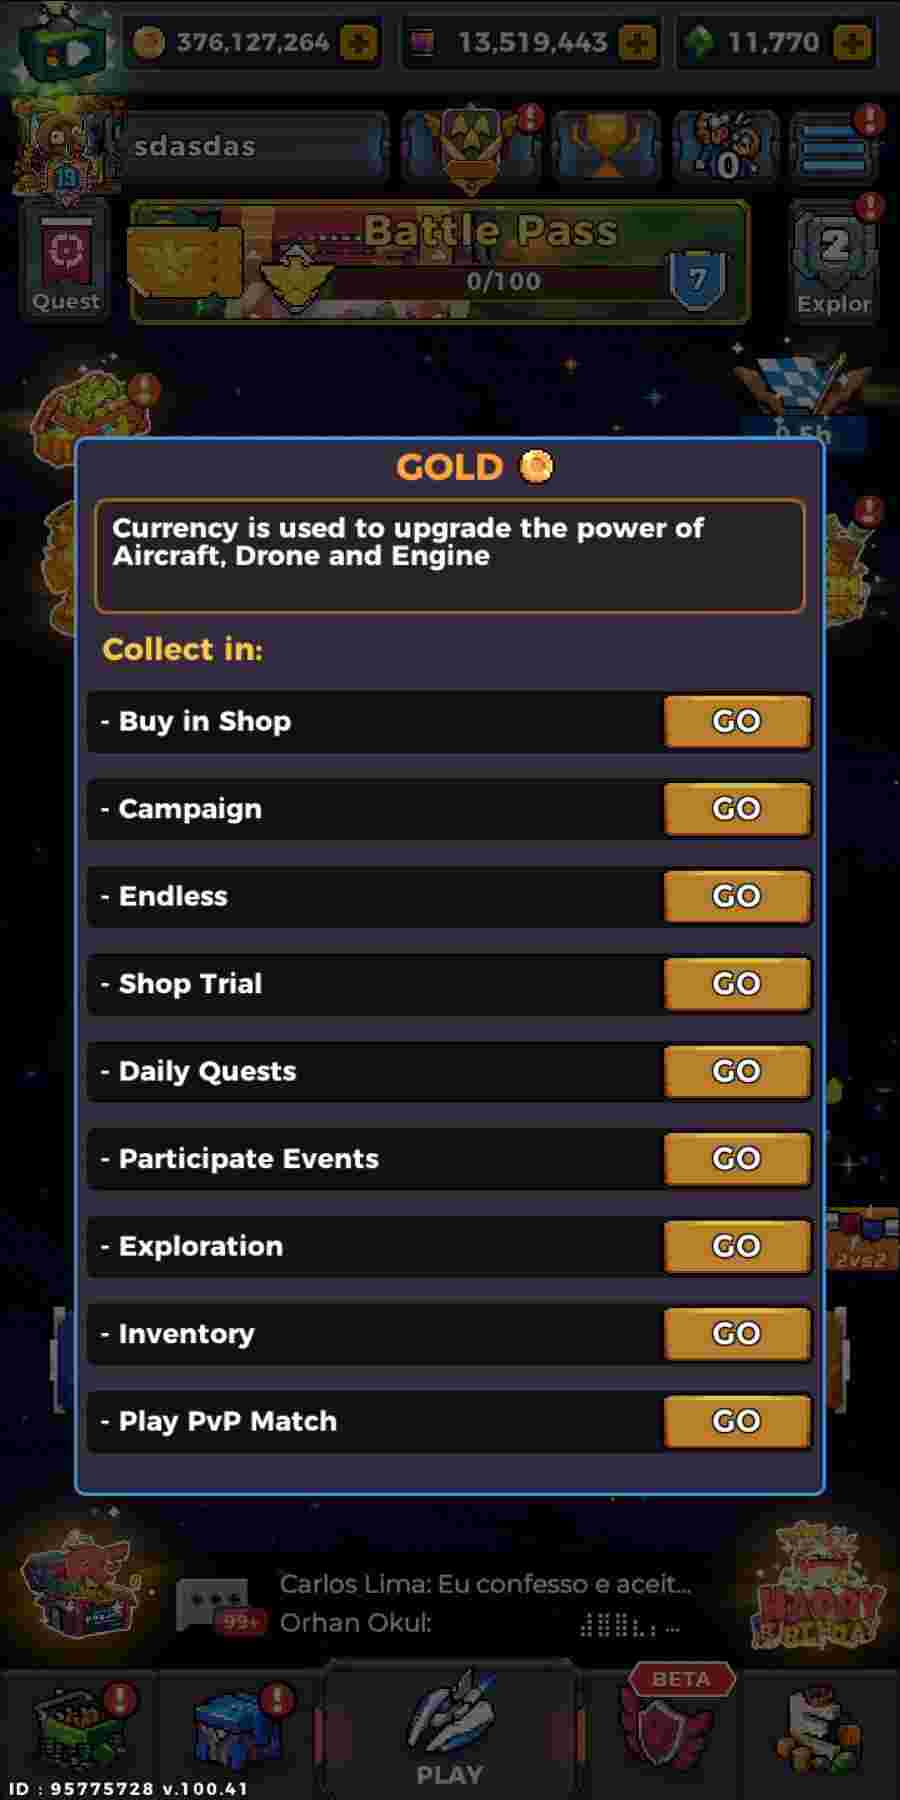 376,127,264
13,519,443
11,770
19
sdasdas
0
Quest
Battle Pass
0/100
7
2
Explor
GOLD
Currency is used to upgrade the power of
Aircraft, Drone and Engine
Collect in:
- Buy in Shop GO
- Campaign GO
- Endless GO
- Shop Trial GO
- Daily Quests GO
- Participate Events GO
- Exploration GO
- Inventory GO
- Play PvP Match GO
2vs2
99+
Carlos Lima: Eu confesso e aceit...
Orhan Okul:
HAPPY
BETA
PLAY
ID : 95775728 v.100.41